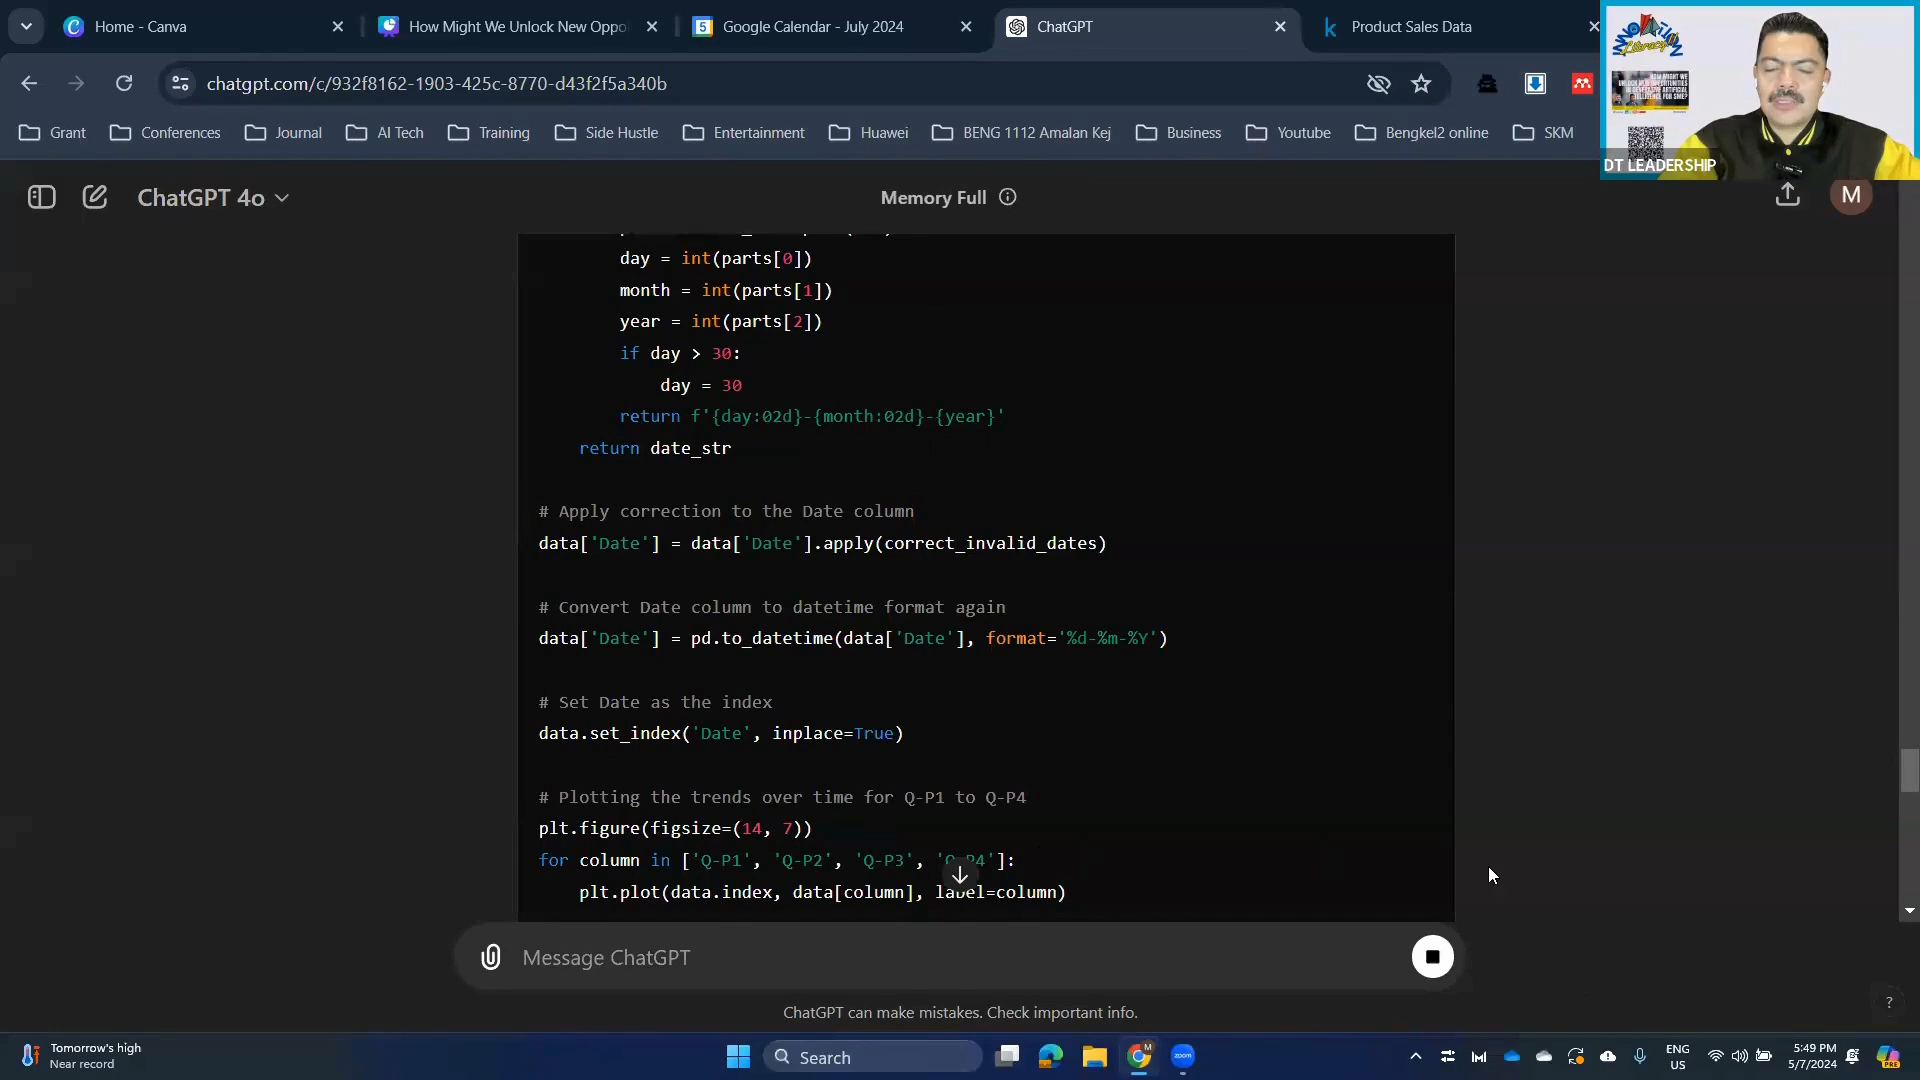 Home - Canva
How Might We Unlock New Oppo
Google Calendar - July 2024
ChatGPT
Product Sales Data
chatgpt.com/c/932f8162-1903-425c-8770-d43f2f5a340b
Grant
Conferences
Journal
AI Tech
Training
Side Hustle
Entertainment
Huawei
BENG 1112 Amalan Kej
Business
Youtube
Bengkel2 online
SKM
HOW MIGHT WE
DT LEADERSHIP
ChatGPT 4o
Memory Full
M
day = int(parts[0])
month = int(parts[1])
year = int(parts[2])
if day > 30:
day = 30
return f'{day:02d}-{month:02d}-{year}'
return date_str
# Apply correction to the Date column
data['Date'] = data['Date'].apply(correct_invalid_dates)
# Convert Date column to datetime format again
data['Date'] = pd.to_datetime(data['Date'], format='%d-%m-%Y')
# Set Date as the index
data.set_index('Date', inplace=True)
# Plotting the trends over time for Q-P1 to Q-P4
plt.figure(figsize=(14, 7))
for column in ['Q-P1', 'Q-P2', 'Q-P3', 'Q-P4']:
plt.plot(data.index, data[column], label=column)
Message ChatGPT
ChatGPT can make mistakes. Check important info.
?
Tomorrow's high
Near record
Search
zoom
ENG
US
5:49 PM
5/7/2024
PRE